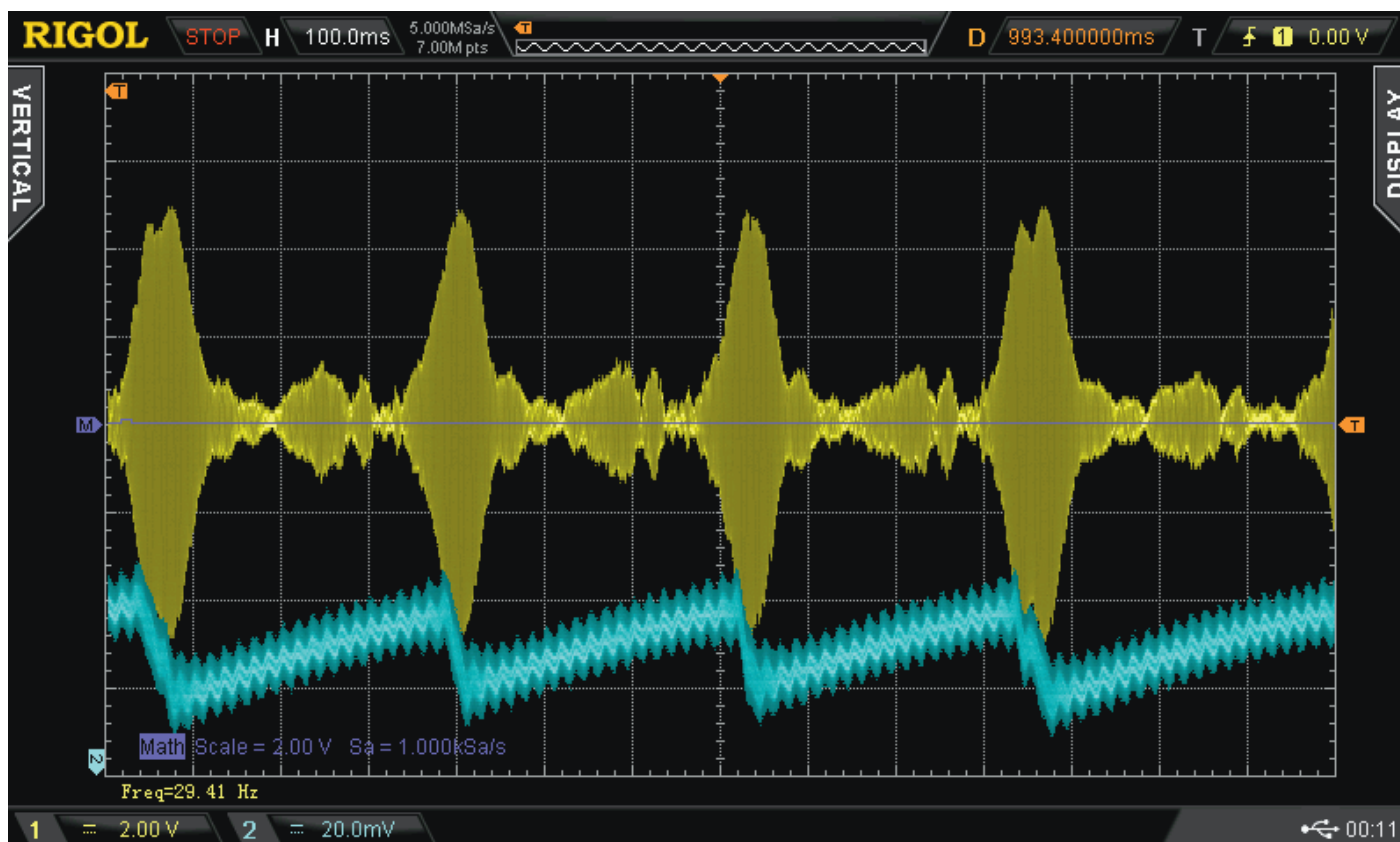 RIGOL STOP H 100.0ms 5.000MSa/s 7.00M pts T D 993.400000ms T 1 0.00 V
VERTICAL
DISPLAY
T
M
T
Math Scale = 2.00 V Sa = 1.000kSa/s
2
Freq=29.41 Hz
1 = 2.00 V 2 = 20.0mV 00:11